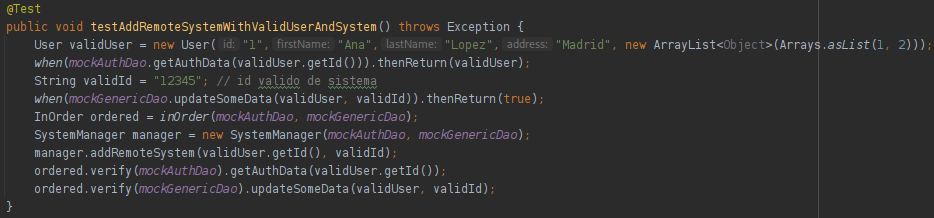 @Test
public void testAddRemoteSystemWithValidUserAndSystem() throws Exception {
User validUser = new User( id: "1", firstName: "Ana", lastName: "Lopez", address: "Madrid", new ArrayList<Object>(Arrays.asList(1, 2)));
when(mockAuthDao.getAuthData(validUser.getId())).thenReturn(validUser);
String validId = "12345"; // id valido de sistema
when(mockGenericDao.updateSomeData(validUser, validId)).thenReturn(true);
InOrder ordered = inOrder(mockAuthDao, mockGenericDao);
SystemManager manager = new SystemManager(mockAuthDao, mockGenericDao);
manager.addRemoteSystem(validUser.getId(), validId);
ordered.verify(mockAuthDao).getAuthData(validUser.getId());
ordered.verify(mockGenericDao).updateSomeData(validUser, validId);
}